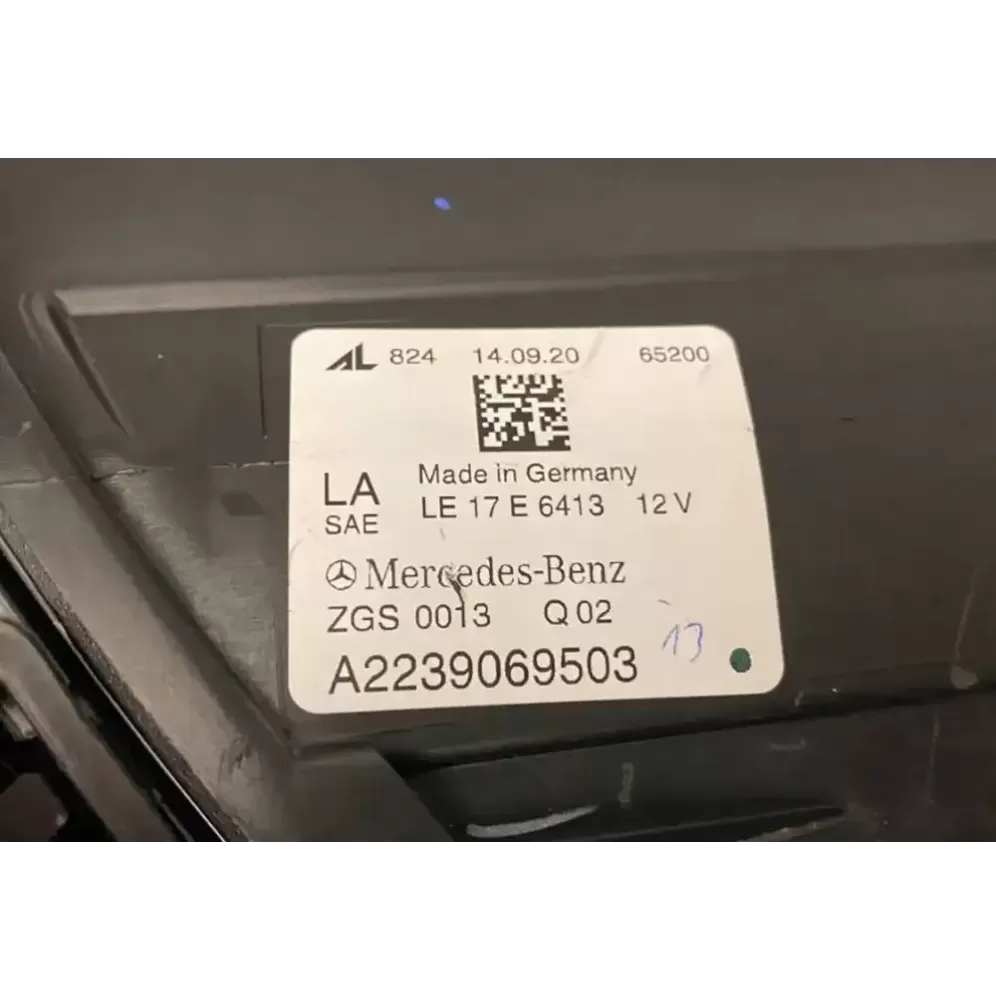 AL 824 14.09.20 65200
Made in Germany
LA LE 17 E 6413 12 V
SAE
Mercedes-Benz
ZGS 0013 Q 02
A2239069503 13